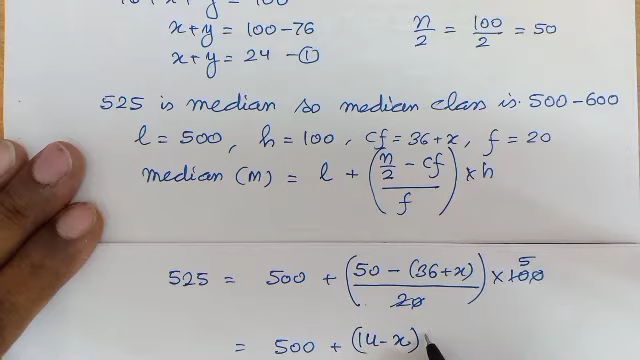 x+y = 100-76
n/2 = 100/2 = 50
x+y = 24 -①
525 is median so median class is 500-600
l = 500, h = 100, cf = 36+x, f = 20
median (M) = l + (n/2 - cf / f) × h
525 = 500 + (50 - (36+x) / 20) × 100 5
= 500 + (14-x)